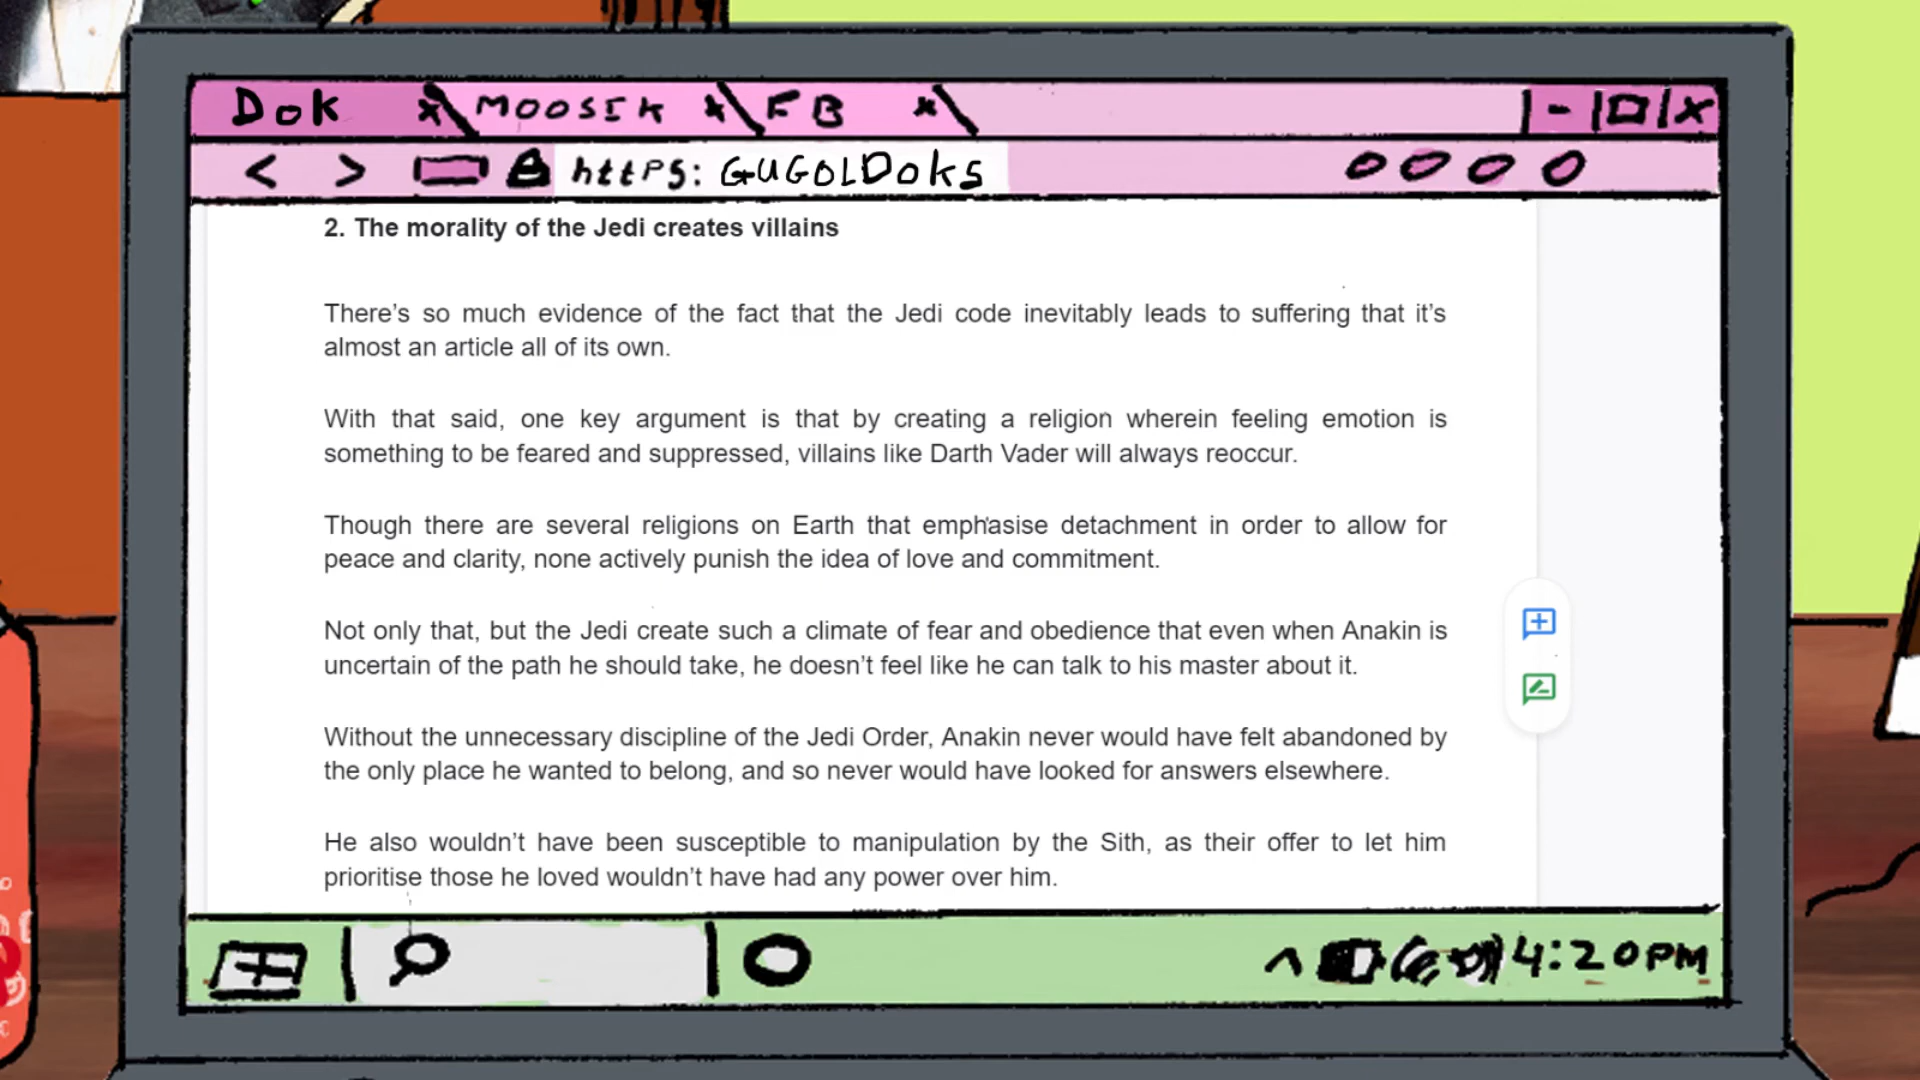 Dok x MOOSIK x FB x - X
< > https: GUGOLDoks
2. The morality of the Jedi creates villains
There's so much evidence of the fact that the Jedi code inevitably leads to suffering that it's
almost an article all of its own.
With that said, one key argument is that by creating a religion wherein feeling emotion is
something to be feared and suppressed, villains like Darth Vader will always reoccur.
Though there are several religions on Earth that emphasise detachment in order to allow for
peace and clarity, none actively punish the idea of love and commitment.
Not only that, but the Jedi create such a climate of fear and obedience that even when Anakin is
uncertain of the path he should take, he doesn't feel like he can talk to his master about it.
Without the unnecessary discipline of the Jedi Order, Anakin never would have felt abandoned by
the only place he wanted to belong, and so never would have looked for answers elsewhere.
He also wouldn't have been susceptible to manipulation by the Sith, as their offer to let him
prioritise those he loved wouldn't have had any power over him.
4:20PM